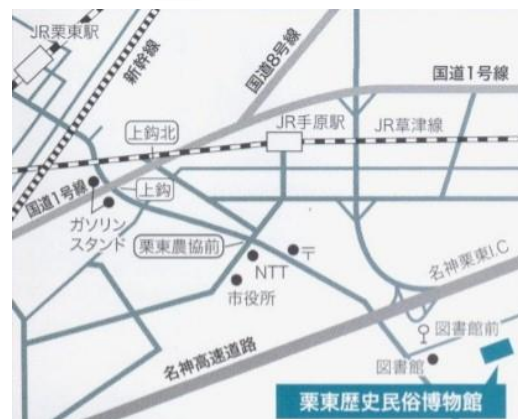 JR栗東駅
新幹線
国道8号線
国道1号線
上鈎北
JR手原駅
JR草津線
国道1号線
上鈎
ガソリン
スタンド
栗東農協前
〒
NTT
市役所
名神栗東I.C
名神高速道路
図書館前
図書館
栗東歴史民俗博物館